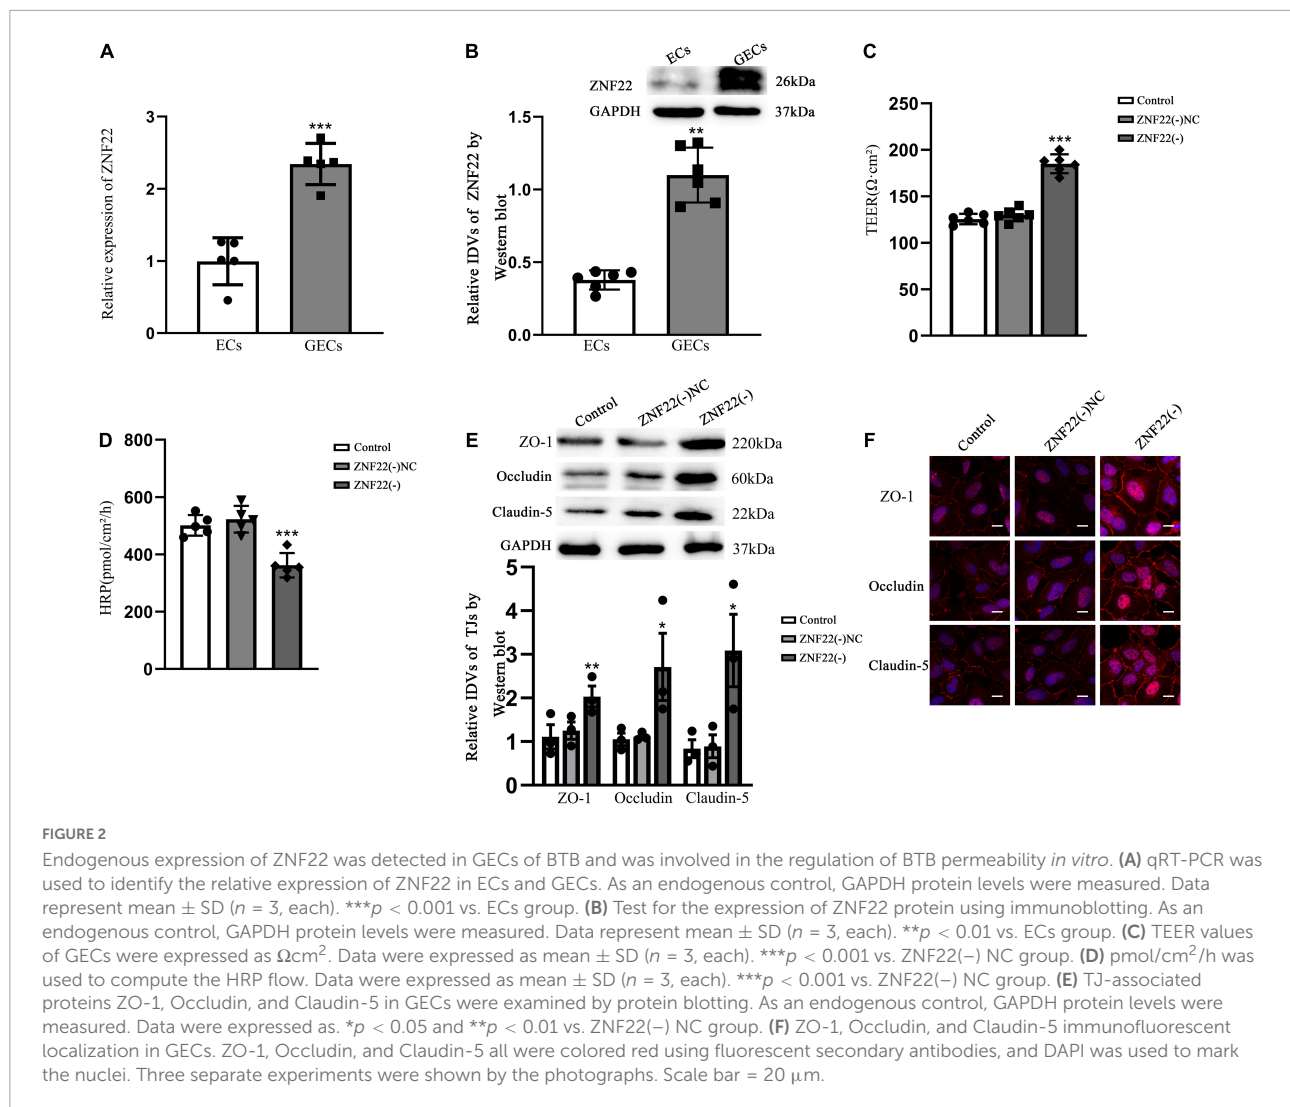 A
Relative expression of ZNF22
3
2
1
0
***
ECs
GECs
B
ECs
GECs
ZNF22
26kDa
GAPDH
37kDa
Relative IDVs of ZNF22 by
Western blot
1.5
1.0
0.5
0.0
**
ECs
GECs
C
TEER(Ω·cm²)
250
200
150
100
50
0
***
Control
ZNF22(-)NC
ZNF22(-)
D
HRP(pmol/cm²/h)
800
600
400
200
0
***
Control
ZNF22(-)NC
ZNF22(-)
E
Control
ZNF22(-)NC
ZNF22(-)
ZO-1
220kDa
Occludin
60kDa
Claudin-5
22kDa
GAPDH
37kDa
Relative IDVs of TJs by
Western blot
5
4
3
2
1
0
**
*
*
ZO-1
Occludin
Claudin-5
Control
ZNF22(-)NC
ZNF22(-)
F
Control
ZNF22(-)NC
ZNF22(-)
ZO-1
Occludin
Claudin-5
FIGURE 2
Endogenous expression of ZNF22 was detected in GECs of BTB and was involved in the regulation of BTB permeability in vitro. (A) qRT-PCR was
used to identify the relative expression of ZNF22 in ECs and GECs. As an endogenous control, GAPDH protein levels were measured. Data
represent mean ± SD (n = 3, each). ***p < 0.001 vs. ECs group. (B) Test for the expression of ZNF22 protein using immunoblotting. As an
endogenous control, GAPDH protein levels were measured. Data represent mean ± SD (n = 3, each). **p < 0.01 vs. ECs group. (C) TEER values
of GECs were expressed as Ωcm². Data were expressed as mean ± SD (n = 3, each). ***p < 0.001 vs. ZNF22(−) NC group. (D) pmol/cm²/h was
used to compute the HRP flow. Data were expressed as mean ± SD (n = 3, each). ***p < 0.001 vs. ZNF22(−) NC group. (E) TJ-associated
proteins ZO-1, Occludin, and Claudin-5 in GECs were examined by protein blotting. As an endogenous control, GAPDH protein levels were
measured. Data were expressed as. *p < 0.05 and **p < 0.01 vs. ZNF22(−) NC group. (F) ZO-1, Occludin, and Claudin-5 immunofluorescent
localization in GECs. ZO-1, Occludin, and Claudin-5 all were colored red using fluorescent secondary antibodies, and DAPI was used to mark
the nuclei. Three separate experiments were shown by the photographs. Scale bar = 20 μm.